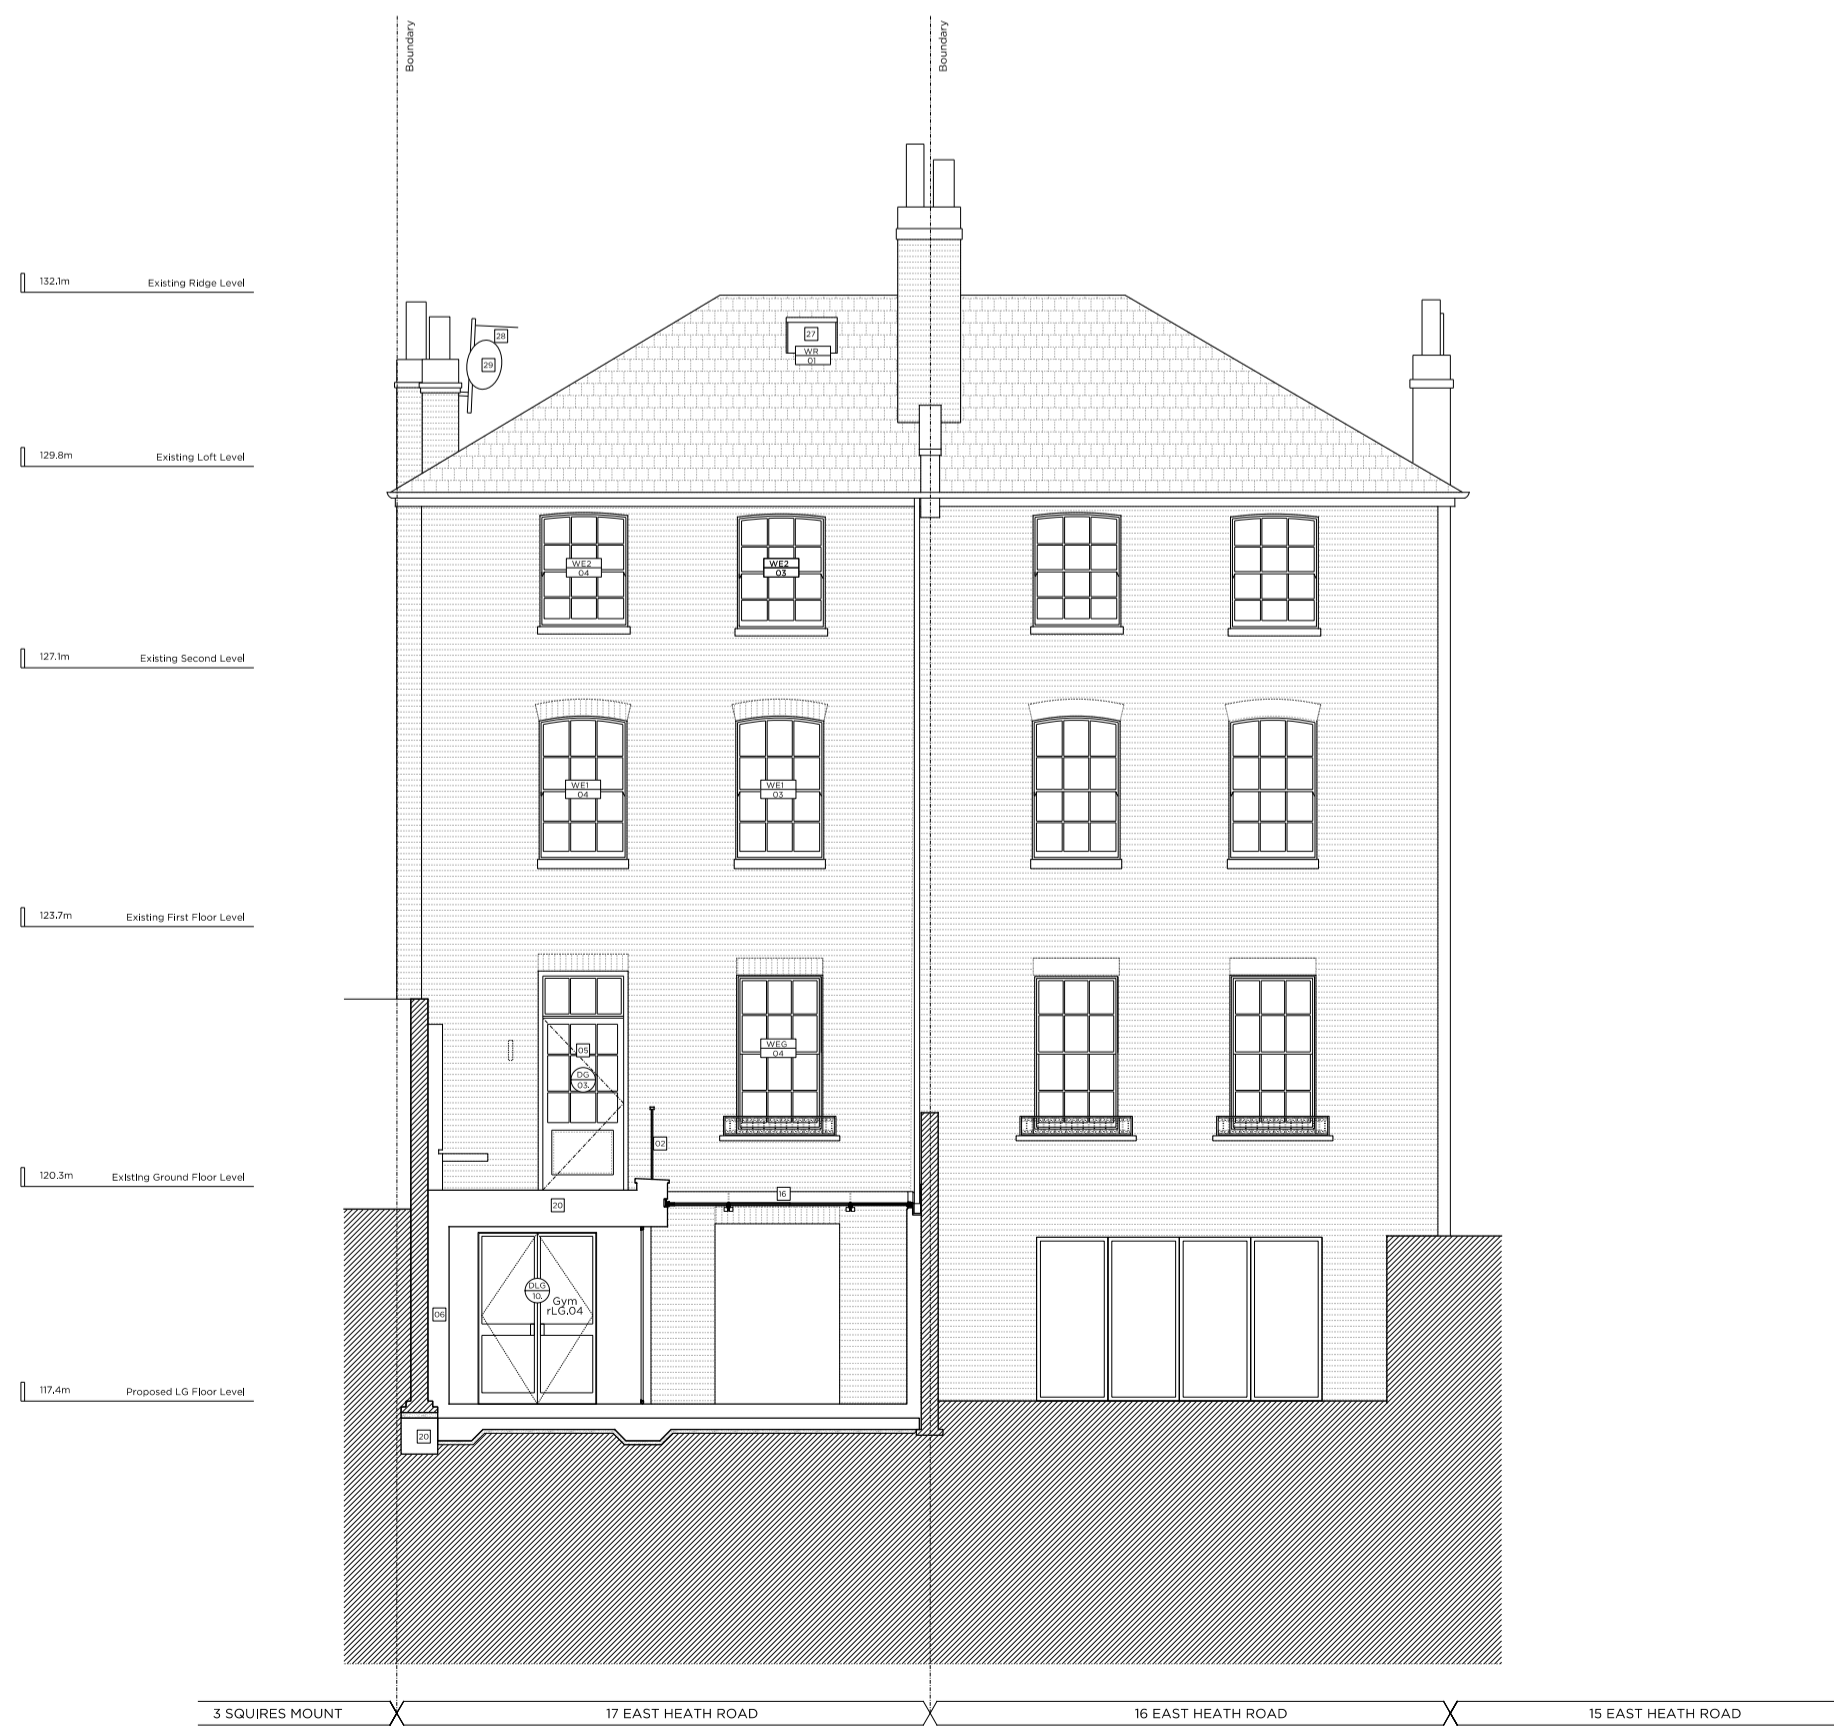 Boundary
Boundary
132.1m Existing Ridge Level
27
WR
01
28
29
129.8m Existing Loft Level
WE2
04
WE2
03
127.1m Existing Second Level
WE1
04
WE1
03
123.7m Existing First Floor Level
05
DG
03.
WEG
04
02
120.3m Existing Ground Floor Level
16
20
DLG
10.
Gym
rLG.04
06
117.4m Proposed LG Floor Level
20
3 SQUIRES MOUNT
17 EAST HEATH ROAD
16 EAST HEATH ROAD
15 EAST HEATH ROAD